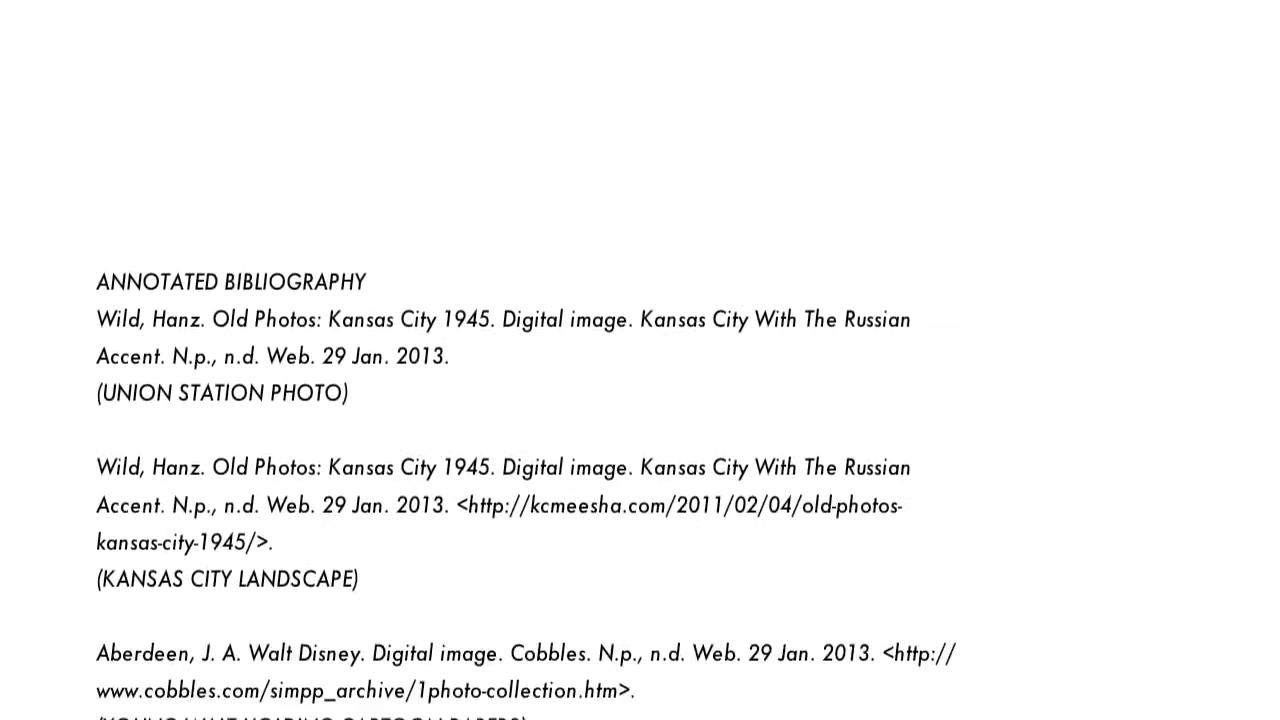 ANNOTATED BIBLIOGRAPHY
Wild, Hanz. Old Photos: Kansas City 1945. Digital image. Kansas City With The Russian
Accent. N.p., n.d. Web. 29 Jan. 2013.
(UNION STATION PHOTO)
Wild, Hanz. Old Photos: Kansas City 1945. Digital image. Kansas City With The Russian
Accent. N.p., n.d. Web. 29 Jan. 2013. <http://kcmeesha.com/2011/02/04/old-photos-
kansas-city-1945/>.
(KANSAS CITY LANDSCAPE)
Aberdeen, J. A. Walt Disney. Digital image. Cobbles. N.p., n.d. Web. 29 Jan. 2013. <http://
www.cobbles.com/simpp_archive/1photo-collection.htm>.